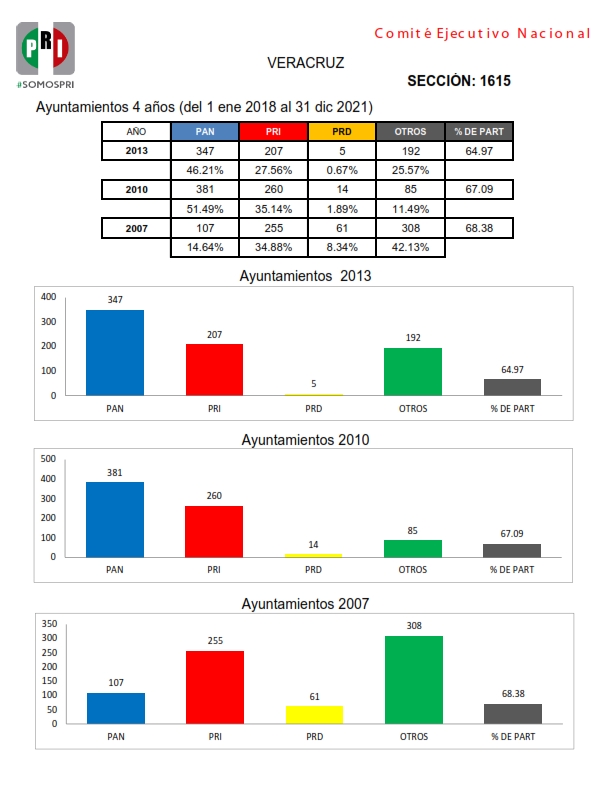 Comité Ejecutivo Nacional
PRI
#SOMOSPRI
VERACRUZ
SECCIÓN: 1615
Ayuntamientos 4 años (del 1 ene 2018 al 31 dic 2021)
AÑO PAN PRI PRD OTROS % DE PART
2013 347 207 5 192 64.97
46.21% 27.56% 0.67% 25.57%
2010 381 260 14 85 67.09
51.49% 35.14% 1.89% 11.49%
2007 107 255 61 308 68.38
14.64% 34.88% 8.34% 42.13%
Ayuntamientos 2013
400
300
200
100
0
347
207
5
192
64.97
PAN PRI PRD OTROS % DE PART
Ayuntamientos 2010
500
400
300
200
100
0
381
260
14
85
67.09
PAN PRI PRD OTROS % DE PART
Ayuntamientos 2007
350
300
250
200
150
100
50
0
107
255
61
308
68.38
PAN PRI PRD OTROS % DE PART